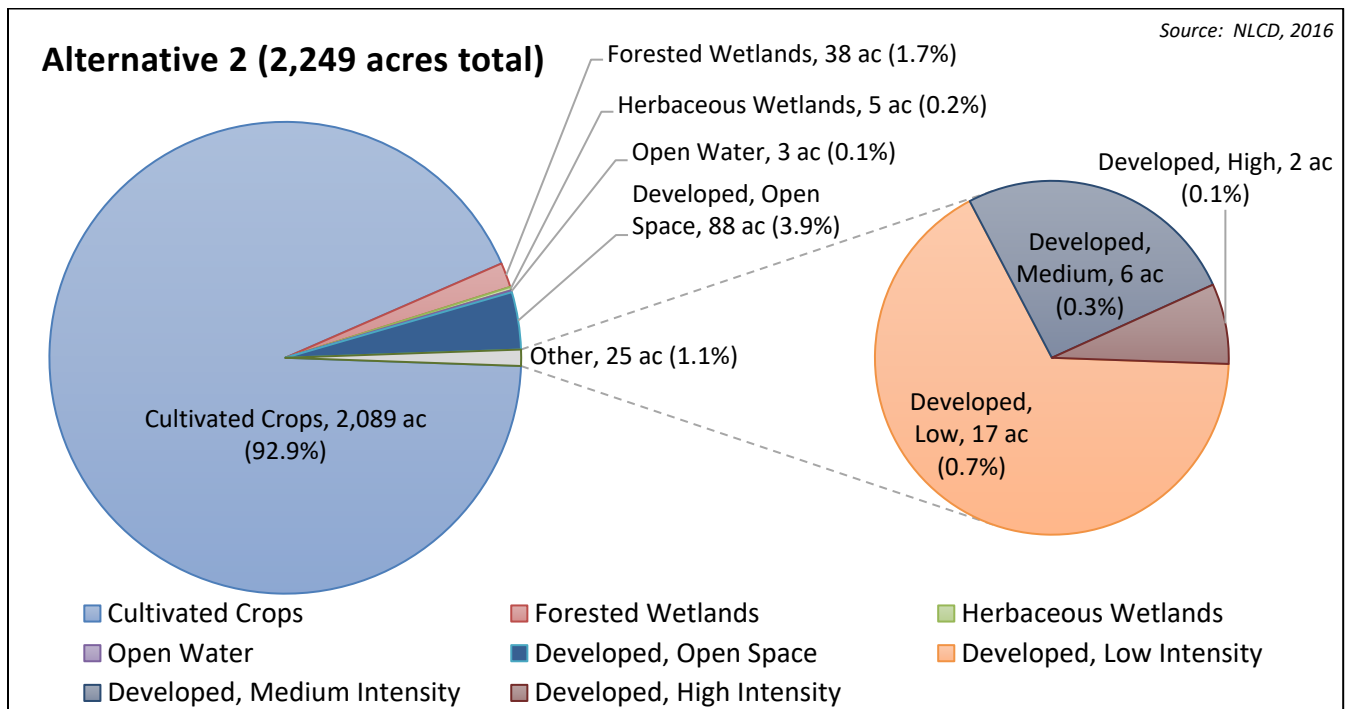 Source: NLCD, 2016
Alternative 2 (2,249 acres total)
Forested Wetlands, 38 ac (1.7%)
Herbaceous Wetlands, 5 ac (0.2%)
Open Water, 3 ac (0.1%)
Developed, Open
Space, 88 ac (3.9%)
Other, 25 ac (1.1%)
Cultivated Crops, 2,089 ac
(92.9%)
Developed, High, 2 ac
(0.1%)
Developed,
Medium, 6 ac
(0.3%)
Developed,
Low, 17 ac
(0.7%)
Cultivated Crops
Forested Wetlands
Herbaceous Wetlands
Open Water
Developed, Open Space
Developed, Low Intensity
Developed, Medium Intensity
Developed, High Intensity